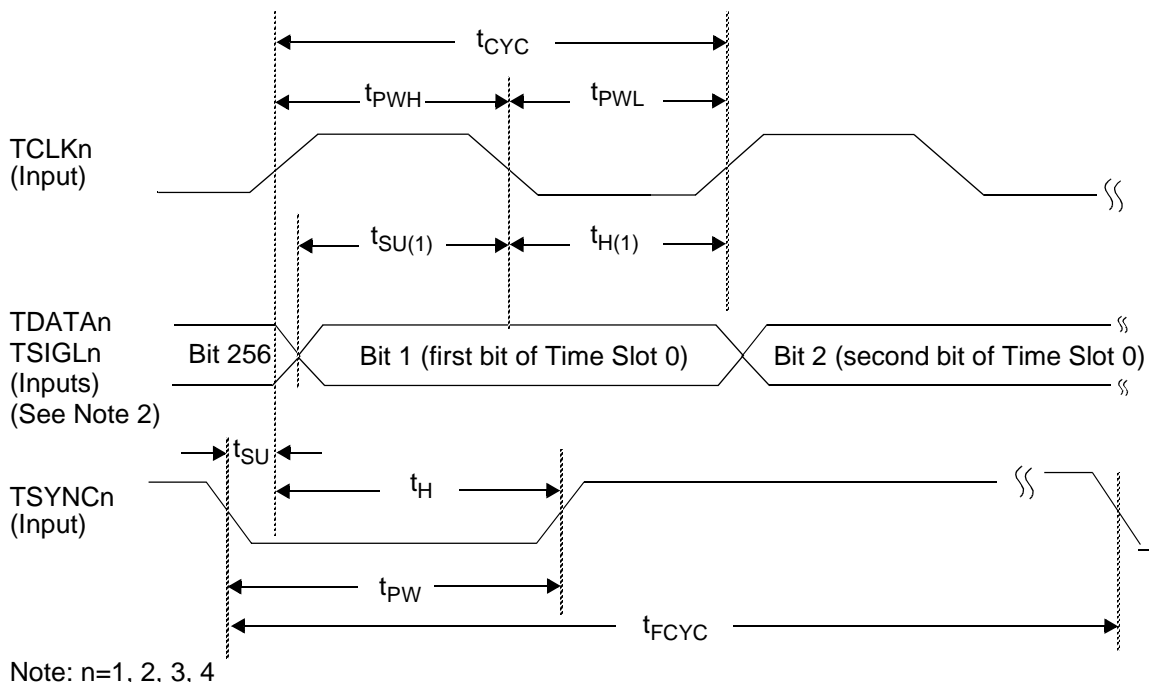 tCYC
tPWH
tPWL
TCLKn
(Input)
tSU(1)
tH(1)
TDATAn
TSIGLn
(Inputs)
(See Note 2)
Bit 256
Bit 1 (first bit of Time Slot 0)
Bit 2 (second bit of Time Slot 0)
tSU
tH
TSYNCn
(Input)
tPW
tFCYC
Note: n=1, 2, 3, 4